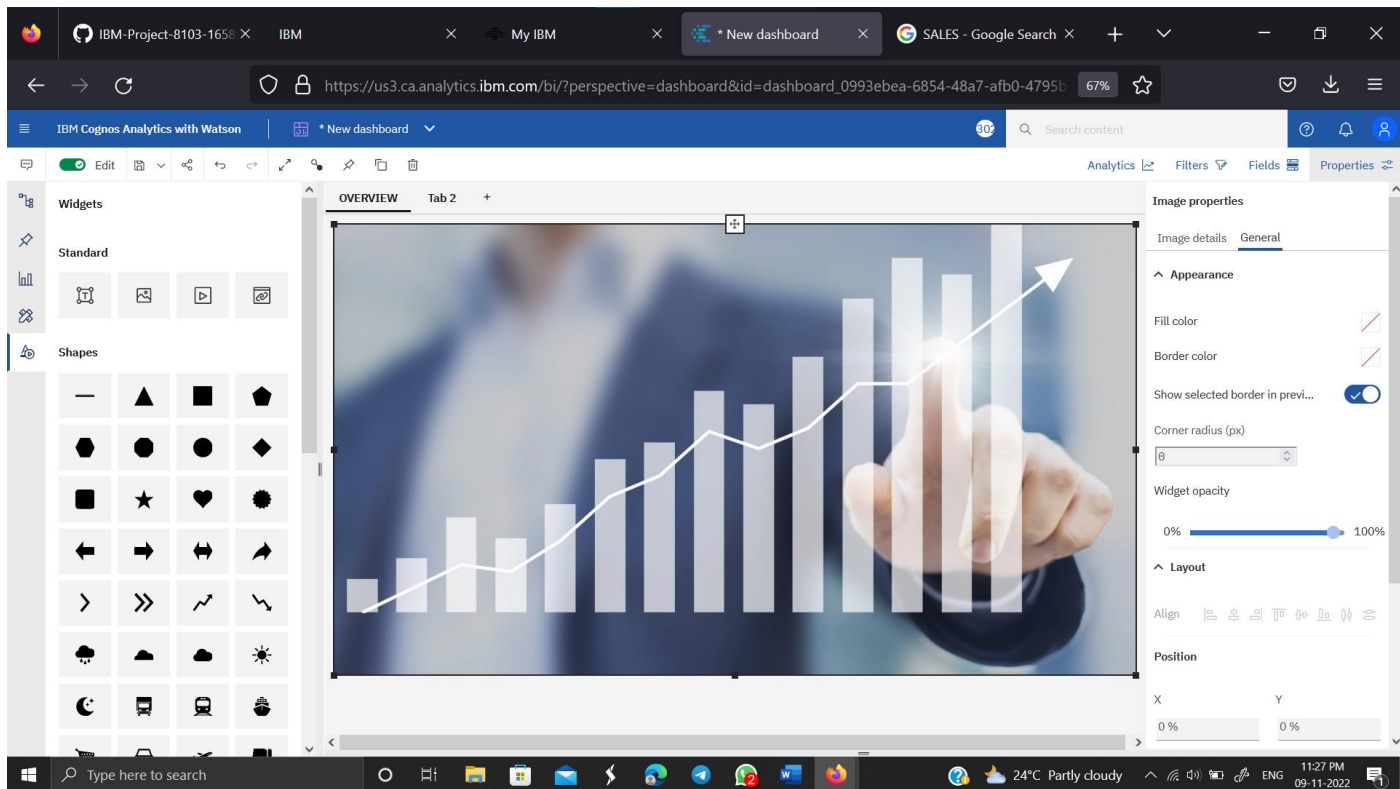 IBM-Project-8103-1658
IBM
My IBM
* New dashboard
SALES - Google Search
https://us3.ca.analytics.ibm.com/bi/?perspective=dashboard&id=dashboard_0993ebea-6854-48a7-afb0-4795b
67%
IBM Cognos Analytics with Watson
* New dashboard
302
Search content
Edit
Analytics
Filters
Fields
Properties
Widgets
Standard
Shapes
OVERVIEW
Tab 2
+
Image properties
Image details
General
Appearance
Fill color
Border color
Show selected border in previ...
Corner radius (px)
0
Widget opacity
0%
100%
Layout
Align
Position
X
Y
0 %
0 %
Type here to search
2
24°C Partly cloudy
ENG
11:27 PM
09-11-2022
1